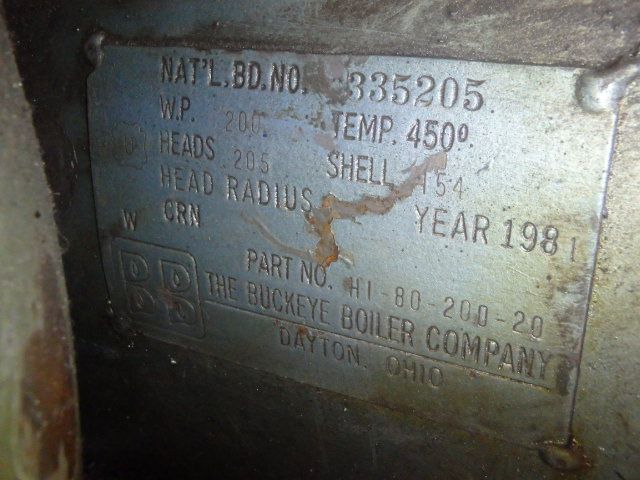 NAT'L.BD.NO. 335205
W.P. 200 TEMP. 450º
U HEADS 205 SHELL 154
HEAD RADIUS YEAR 1981
W CRN
PART NO. HI-80-200-20
THE BUCKEYE BOILER COMPANY
DAYTON, OHIO